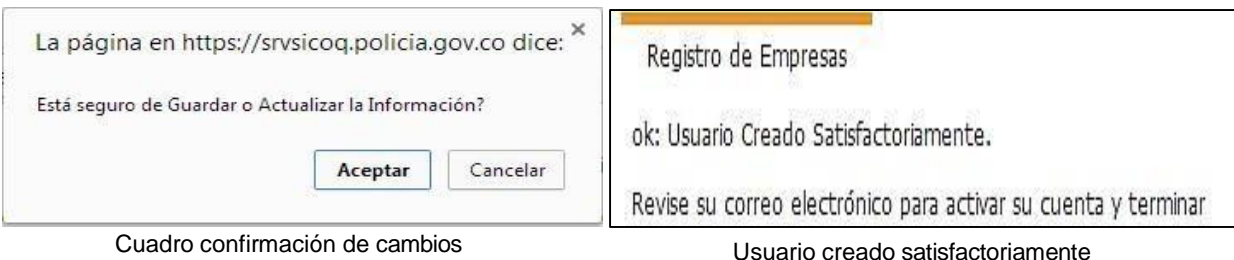 La página en https://srvsicoq.policia.gov.co dice:
Está seguro de Guardar o Actualizar la Información?
Aceptar
Cancelar
Cuadro confirmación de cambios
Registro de Empresas
ok: Usuario Creado Satisfactoriamente.
Revise su correo electrónico para activar su cuenta y terminar
Usuario creado satisfactoriamente